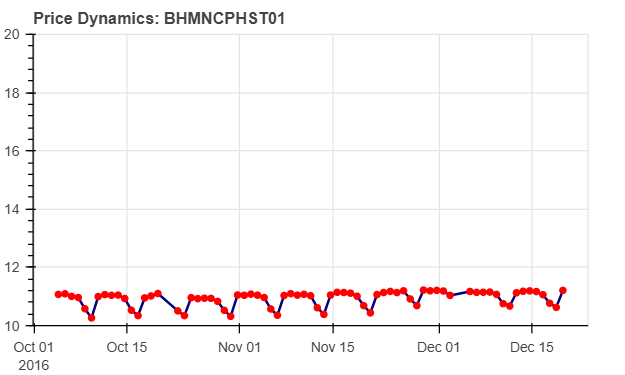 Price Dynamics: BHMNCPHST01
20
18
16
14
11
10
Oct 01
Oct 15
Nov 01
Nov 15
Dec 01
Dec 15
2016